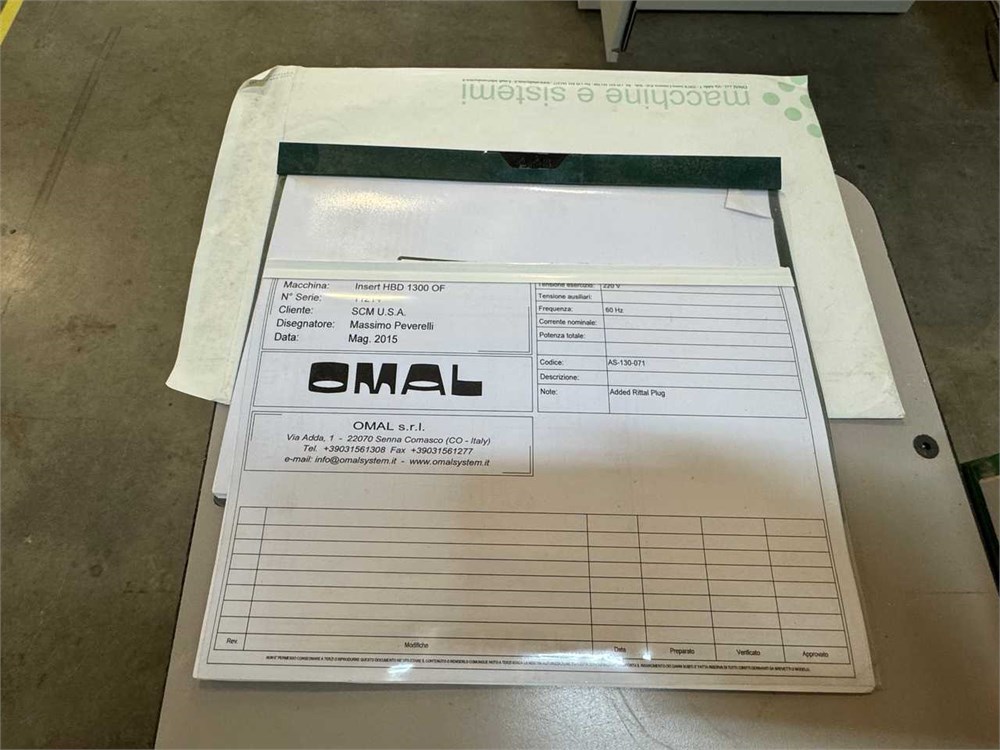 macchine e sistemi
Macchina: Insert HBD 1300 OF
N° Serie:
Cliente: SCM U.S.A.
Disegnatore: Massimo Peverelli
Data: Mag. 2015
OMAL
OMAL s.r.l.
Via Adda, 1 - 22070 Senna Comasco (CO - Italy)
Tel. +39031561308 Fax +39031561277
e-mail: info@omalsystem.it - www.omalsystem.it
Tensione esercizio: 220 V
Tensione ausiliari:
Frequenza: 60 Hz
Corrente nominale:
Potenza totale:
Codice: AS-130-071
Descrizione:
Note: Added Rittal Plug
Rev. Modifiche Data Preparato Verificato Approvato